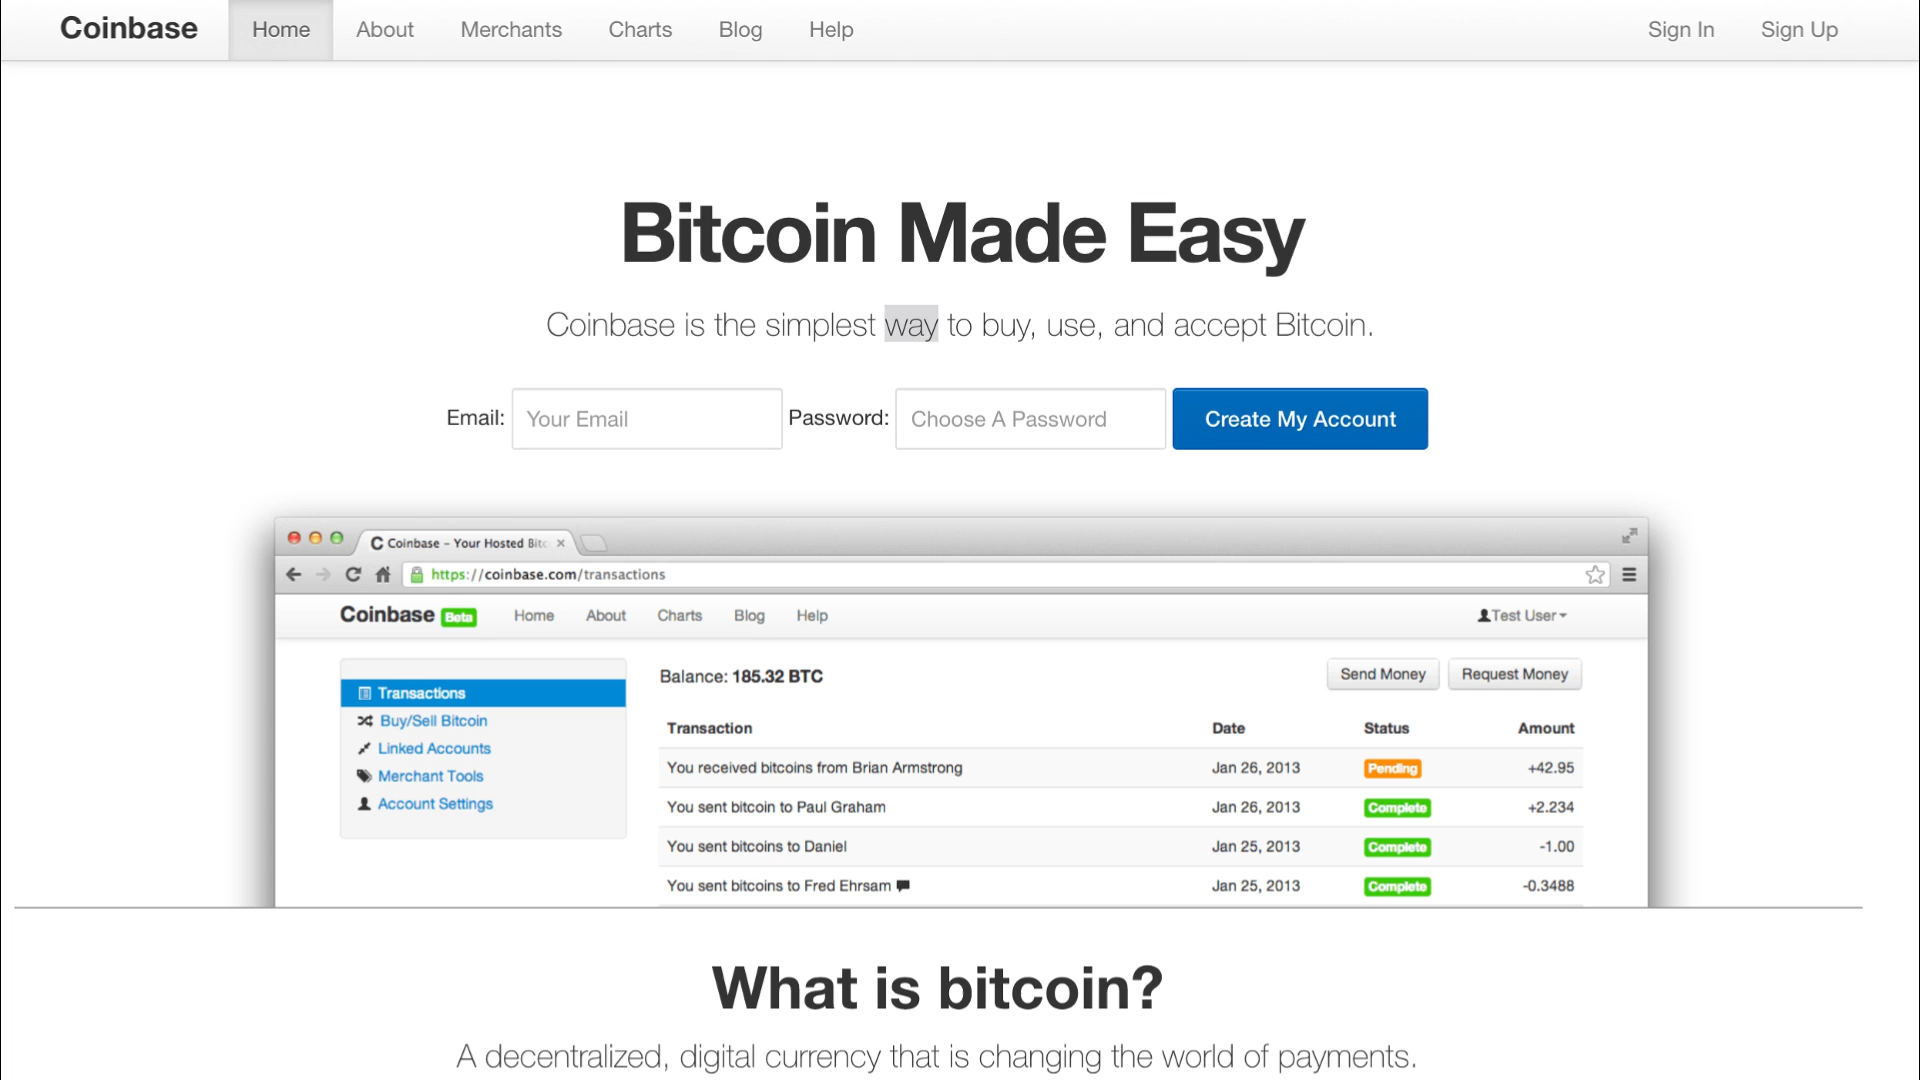 Coinbase Home About Merchants Charts Blog Help Sign In Sign Up
Bitcoin Made Easy
Coinbase is the simplest way to buy, use, and accept Bitcoin.
Email: Your Email Password: Choose A Password Create My Account
Coinbase - Your Hosted Bitc
https://coinbase.com/transactions
Coinbase Beta Home About Charts Blog Help Test User
Transactions
Buy/Sell Bitcoin
Linked Accounts
Merchant Tools
Account Settings
Balance: 185.32 BTC Send Money Request Money
Transaction Date Status Amount
You received bitcoins from Brian Armstrong Jan 26, 2013 Pending +42.95
You sent bitcoin to Paul Graham Jan 26, 2013 Complete +2.234
You sent bitcoins to Daniel Jan 25, 2013 Complete -1.00
You sent bitcoins to Fred Ehrsam Jan 25, 2013 Complete -0.3488
What is bitcoin?
A decentralized, digital currency that is changing the world of payments.